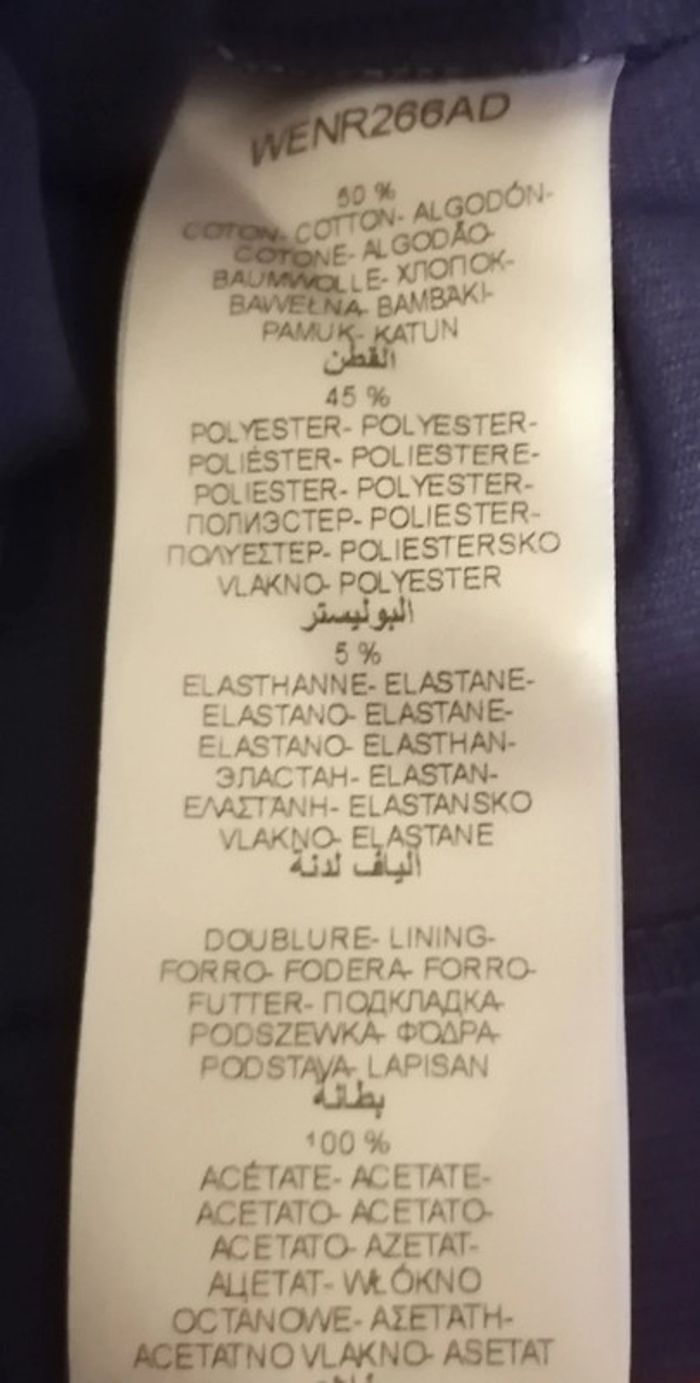 WENR266AD
50 %
COTON- COTTON- ALGODÓN-
COTONE- ALGODÃO-
BAUMWOLLE- ХЛОПОК-
BAWEŁNA- BAMBAKI-
PAMUK- KATUN
القطن
45 %
POLYESTER- POLYESTER-
POLIÉSTER- POLIESTERE-
POLIESTER- POLYESTER-
ПОЛИЭСТЕР- POLIESTER-
ΠΟΛΥΕΣΤΕΡ- POLIESTERSKO
VLAKNO- POLYESTER
البوليستر
5 %
ELASTHANNE- ELASTANE-
ELASTANO- ELASTANE-
ELASTANO- ELASTHAN-
ЭЛАСТАН- ELASTAN-
ΕΛΑΣΤΑΝΗ- ELASTANSKO
VLAKNO- ELASTANE
الياف لدنة
DOUBLURE- LINING-
FORRO- FODERA- FORRO-
FUTTER- ПОДКЛАДКА-
PODSZEWKA- ΦΌΔΡΑ-
PODSTAVA- LAPISAN
بطانة
100 %
ACÉTATE- ACETATE-
ACETATO- ACETATO-
ACETATO- AZETAT-
АЦЕТАТ- WŁÓKNO
OCTANOWE- ΑΣΕΤΑΤΗ-
ACETATNO VLAKNO- ASETAT